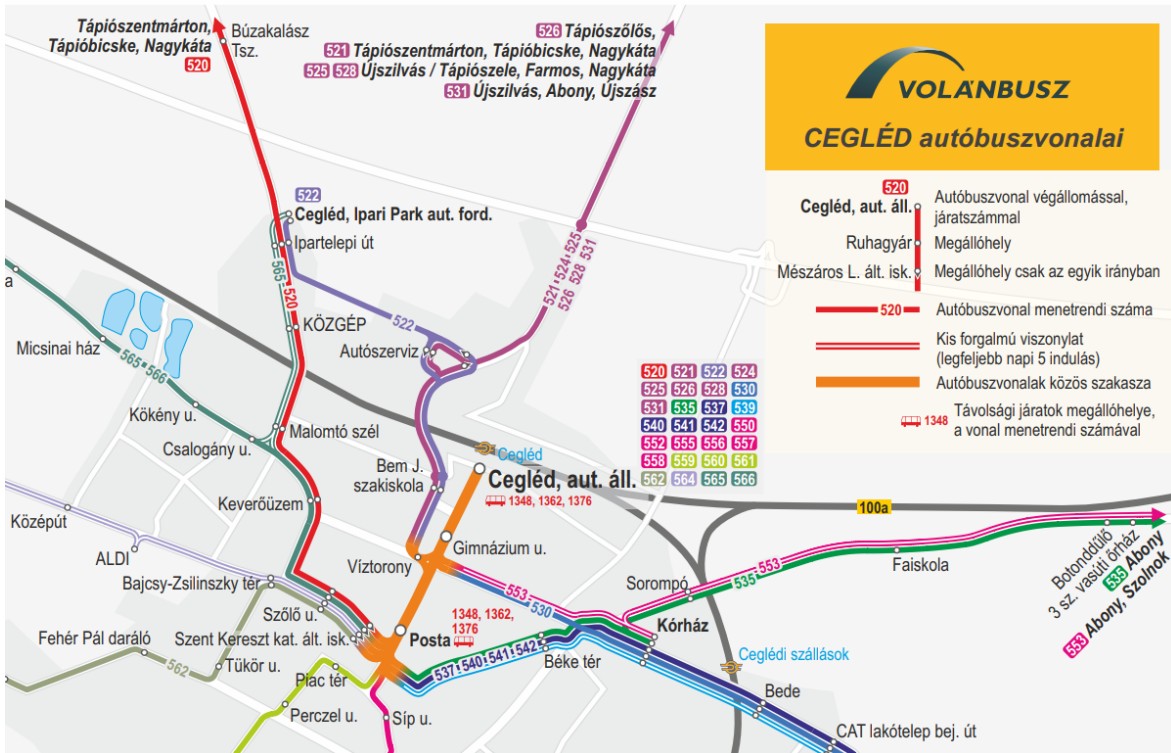 Tápiószentmárton,
Tápióbicske, Nagykáta
520
Búzakalász
Tsz.
526 Tápiószőlős,
521 Tápiószentmárton, Tápióbicske, Nagykáta
525 528 Újszilvás / Tápiószele, Farmos, Nagykáta
531 Újszilvás, Abony, Újszász
VOLÁNBUSZ
CEGLÉD autóbuszvonalai
520
Cegléd, aut. áll.
Autóbuszvonal végállomással,
járatszámmal
Ruhagyár
Megállóhely
Mészáros L. ált. isk.
Megállóhely csak az egyik irányban
520
Autóbuszvonal menetrendi száma
Kis forgalmú viszonylat
(legfeljebb napi 5 indulás)
Autóbuszvonalak közös szakasza
1348
Távolsági járatok megállóhelye,
a vonal menetrendi számával
522
Cegléd, Ipari Park aut. ford.
Ipartelepi út
565
520
521 524 525
526 528 531
522
a
KÖZGÉP
Autószerviz
Micsinai ház
565 566
Kökény u.
Csalogány u.
Malomtó szél
520 521 522 524
525 526 528 530
531 535 537 539
540 541 542 550
552 555 556 557
558 559 560 561
562 564 565 566
Cegléd
Cegléd, aut. áll.
1348, 1362, 1376
Bem J.
szakiskola
Keverőüzem
Középút
ALDI
Gimnázium u.
Víztorony
100a
Botonddűlő
3 sz. vasúti őrház
535 Abony
553 Abony, Szolnok
Faiskola
Sorompó
535
553
530
Bajcsy-Zsilinszky tér
Szőlő u.
1348, 1362,
1376
Posta
Kórház
Szent Kereszt kat. ált. isk.
Fehér Pál daráló
562
Tükör u.
Piac tér
Perczel u.
Síp u.
537 540 541 542
Béke tér
Ceglédi szállások
Bede
CAT lakótelep bej. út